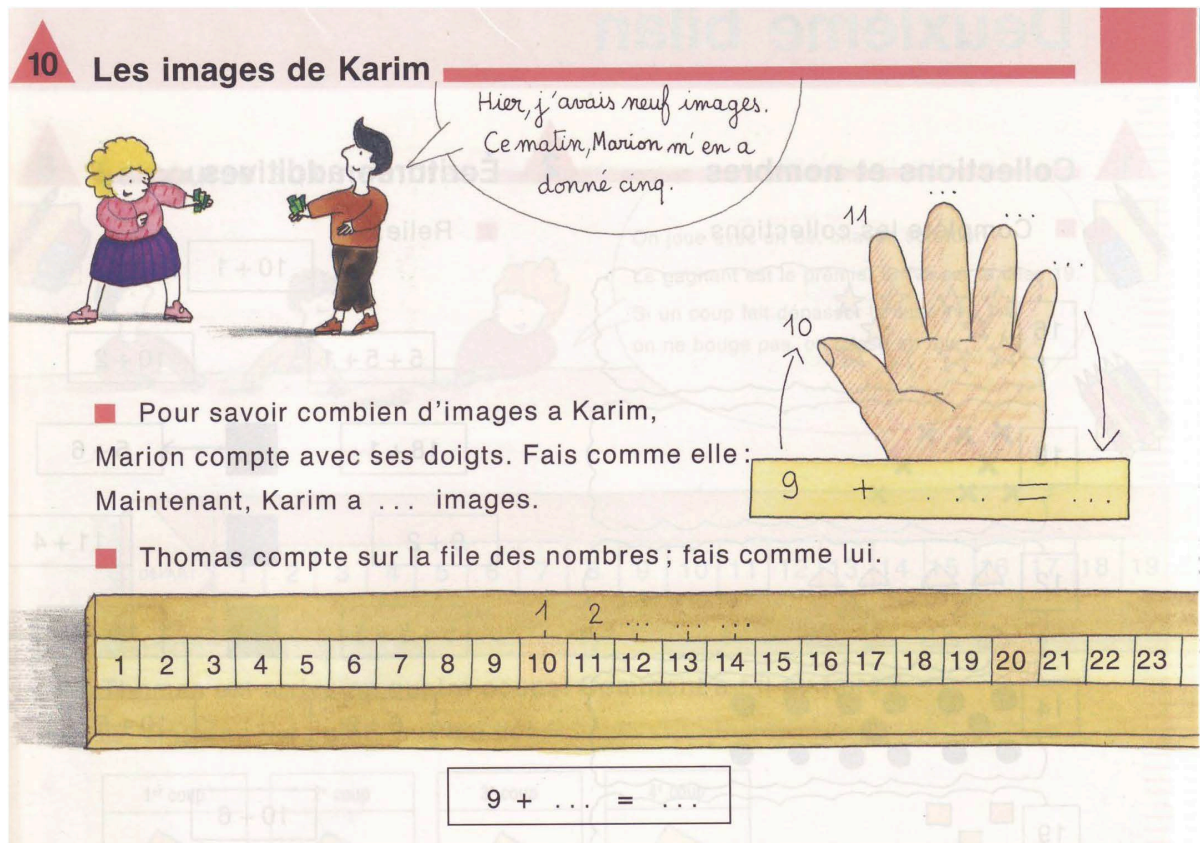 10 Les images de Karim
Hier, j'avais neuf images.
Ce matin, Marion m'en a
donné cinq.
11 ... ...
...
10
Pour savoir combien d'images a Karim,
Marion compte avec ses doigts. Fais comme elle :
9 + . . . = ...
Maintenant, Karim a ... images.
Thomas compte sur la file des nombres ; fais comme lui.
1 2 ... ... ...
1 2 3 4 5 6 7 8 9 10 11 12 13 14 15 16 17 18 19 20 21 22 23
9 + ... = ...